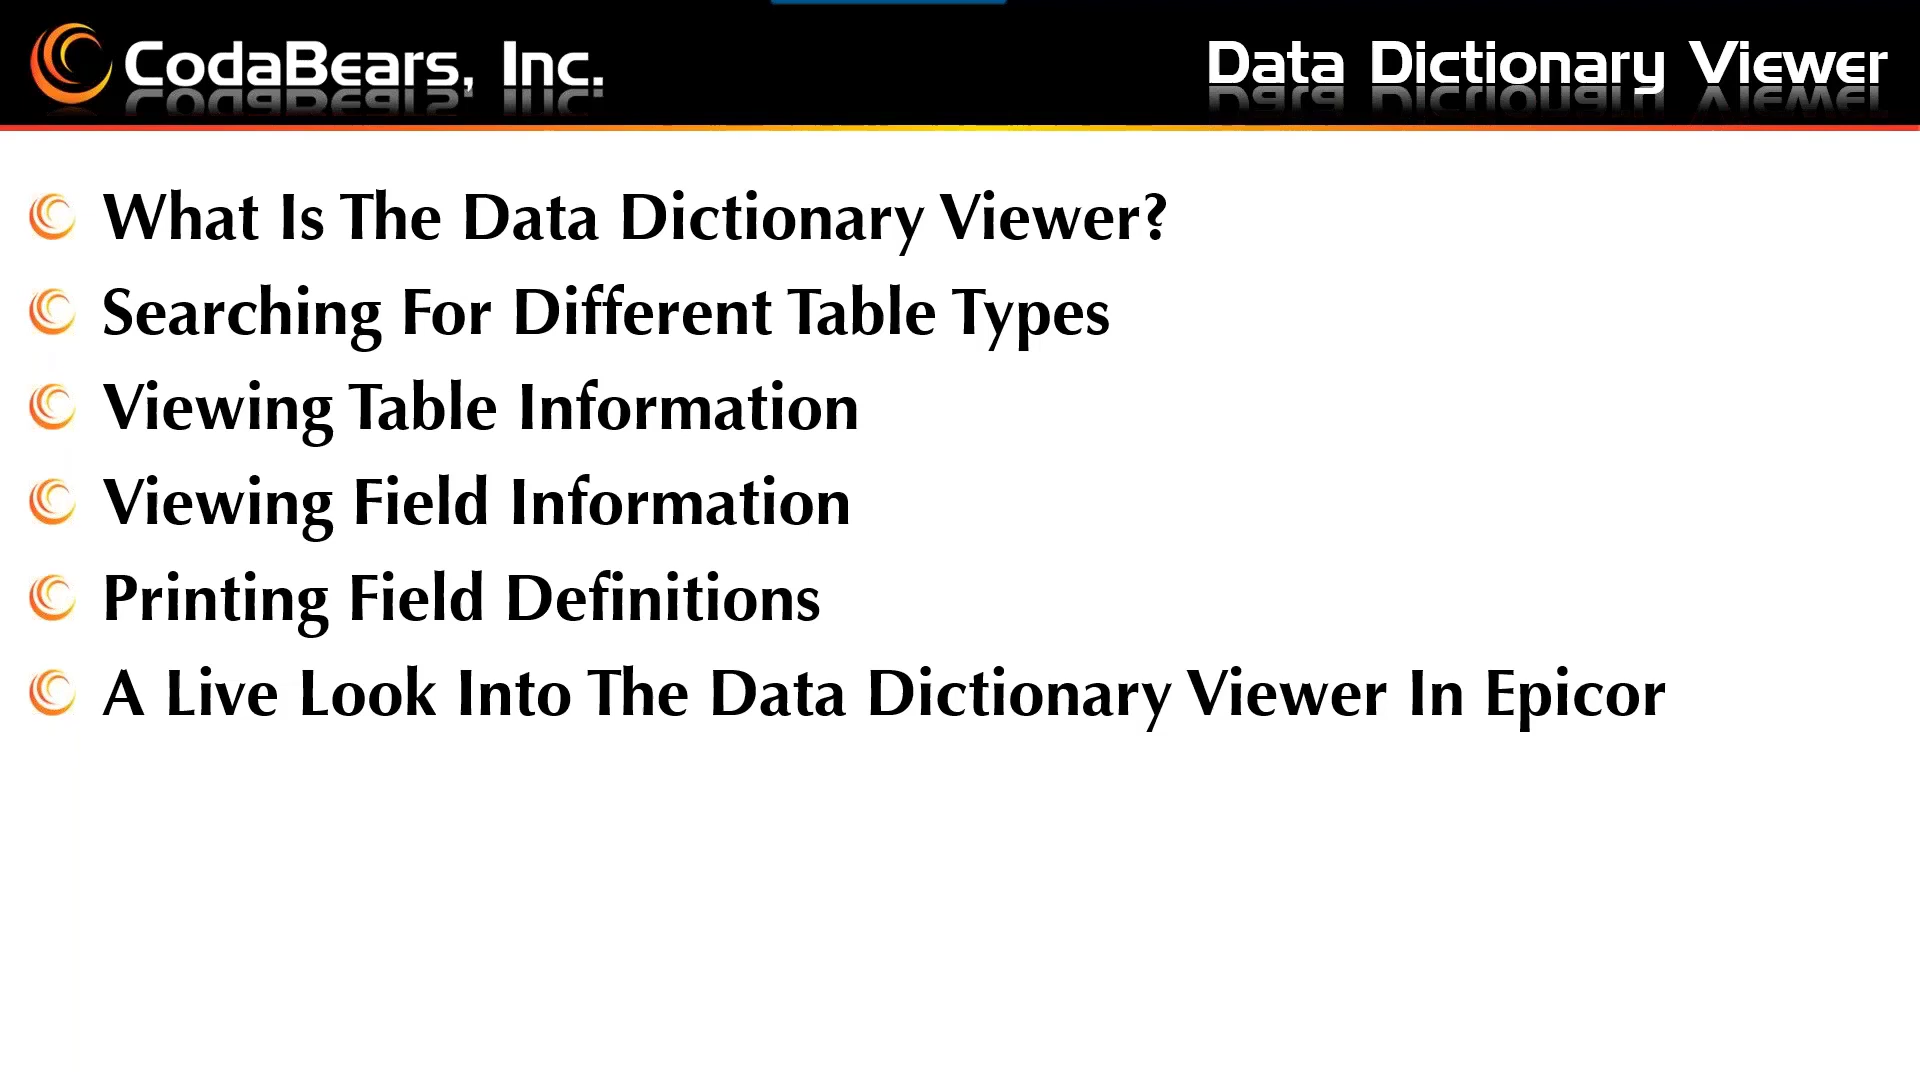 CodaBears, Inc.
Data Dictionary Viewer
What Is The Data Dictionary Viewer?
Searching For Different Table Types
Viewing Table Information
Viewing Field Information
Printing Field Definitions
A Live Look Into The Data Dictionary Viewer In Epicor